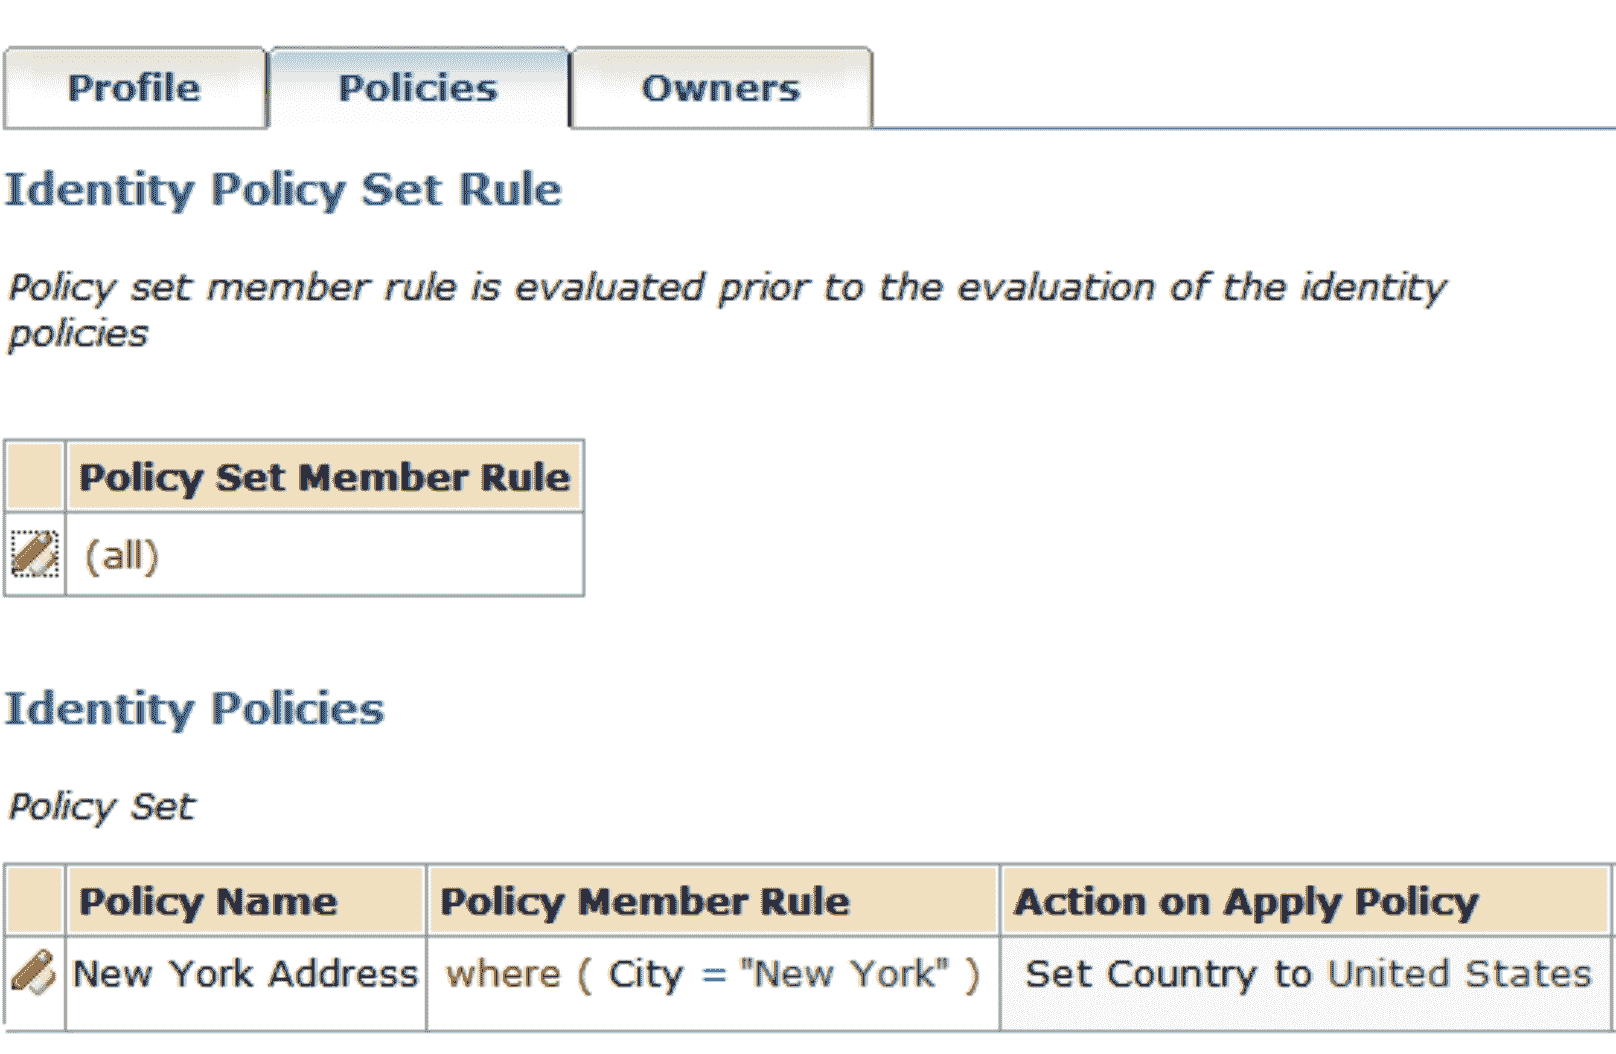 Profile Policies Owners
Identity Policy Set Rule
Policy set member rule is evaluated prior to the evaluation of the identity
policies
Policy Set Member Rule
(all)
Identity Policies
Policy Set
Policy Name Policy Member Rule Action on Apply Policy
New York Address where ( City = "New York" ) Set Country to United States